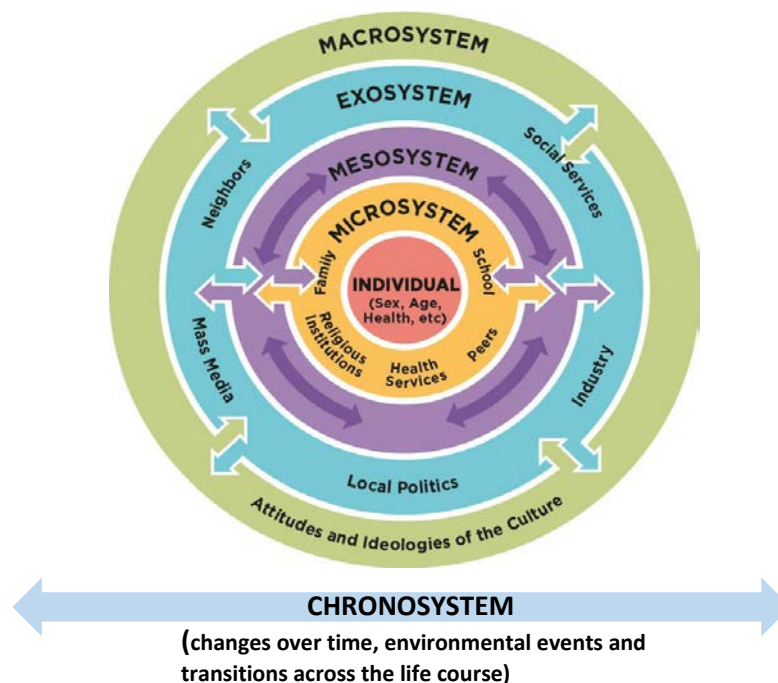 MACROSYSTEM
EXOSYSTEM
MESOSYSTEM
MICROSYSTEM
INDIVIDUAL
(Sex, Age,
Health, etc)
Family
School
Religious
Institutions
Health
Services
Peers
Neighbors
Social Services
Mass Media
Industry
Local Politics
Attitudes and Ideologies of the Culture
CHRONOSYSTEM
(changes over time, environmental events and
transitions across the life course)